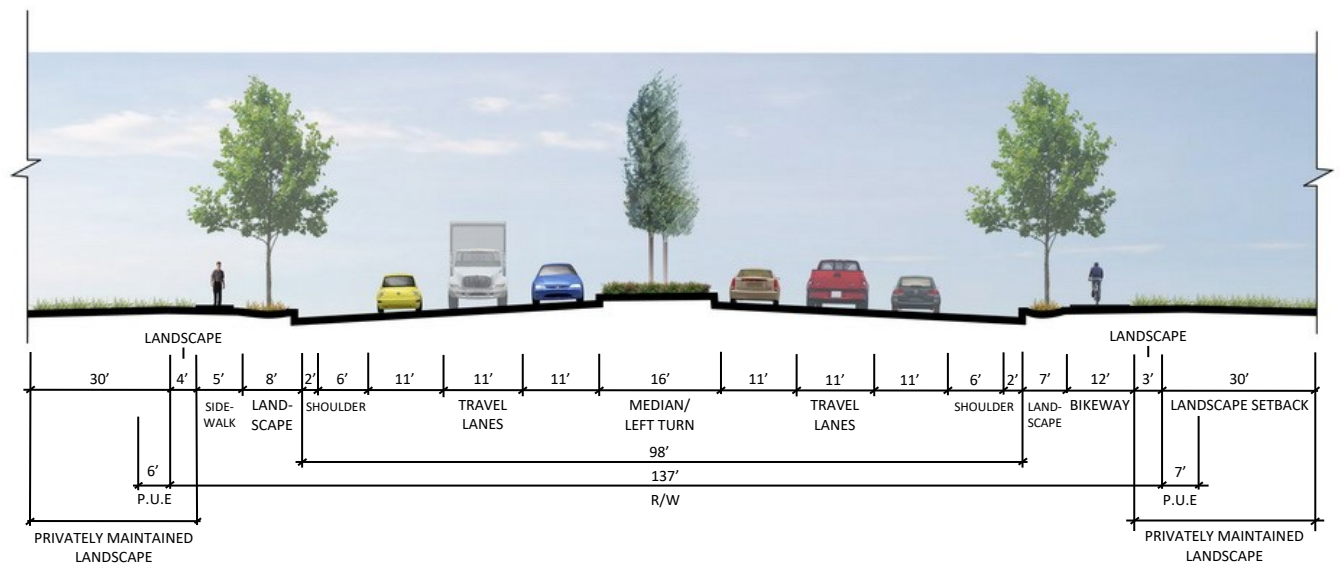 LANDSCAPE
LANDSCAPE
30’ 4’ 5’ 8’ 2’ 6’ 11’ 11’ 11’ 16’ 11’ 11’ 11’ 6’ 2’ 7’ 12’ 3’ 30’
SIDE-
WALK
LAND-
SCAPE
SHOULDER
TRAVEL
LANES
MEDIAN/
LEFT TURN
TRAVEL
LANES
SHOULDER
LAND-
SCAPE
BIKEWAY
LANDSCAPE SETBACK
98’
6’
137’
7’
P.U.E
R/W
P.U.E
PRIVATELY MAINTAINED
LANDSCAPE
PRIVATELY MAINTAINED
LANDSCAPE